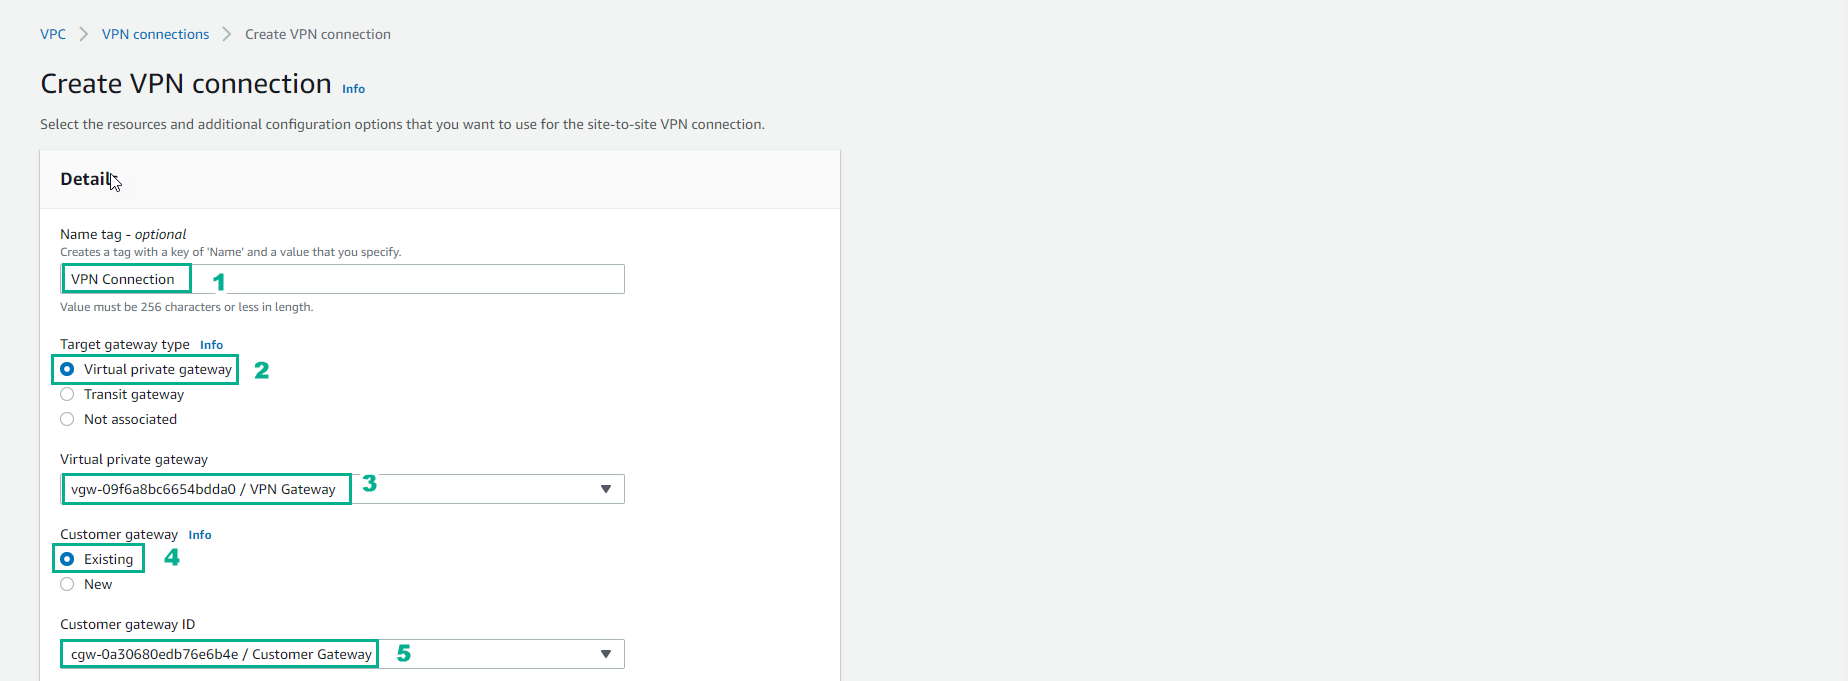 VPC > VPN connections > Create VPN connection
Create VPN connection Info
Select the resources and additional configuration options that you want to use for the site-to-site VPN connection.
Details
Name tag - optional
Creates a tag with a key of 'Name' and a value that you specify.
VPN Connection 1
Value must be 256 characters or less in length.
Target gateway type Info
Virtual private gateway 2
Transit gateway
Not associated
Virtual private gateway
vgw-09f6a8bc6654bdda0 / VPN Gateway 3
Customer gateway Info
Existing 4
New
Customer gateway ID
cgw-0a30680edb76e6b4e / Customer Gateway 5